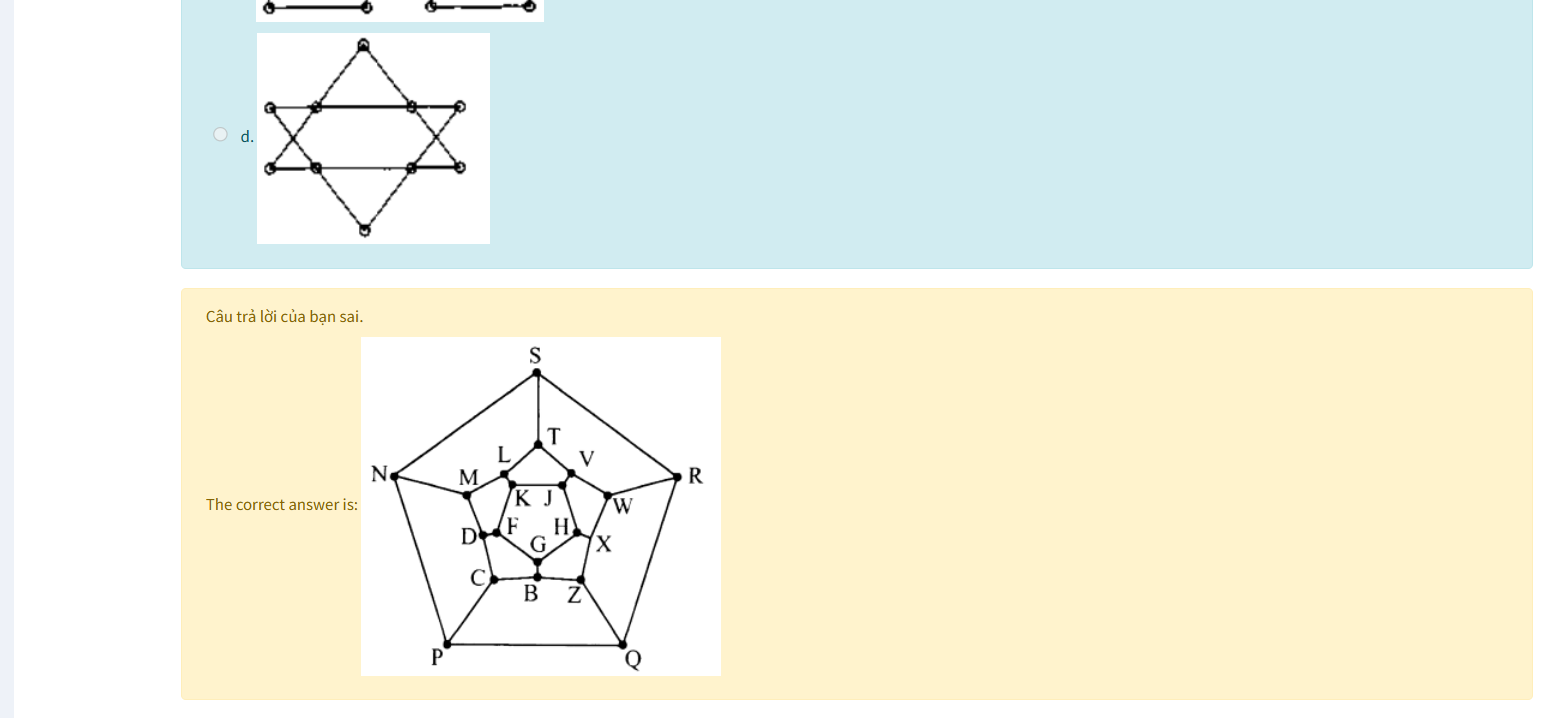 d.
Câu trả lời của bạn sai.
S
T
L
V
N
M
R
K J
W
The correct answer is:
D
F
H
G
X
C
B
Z
P
Q